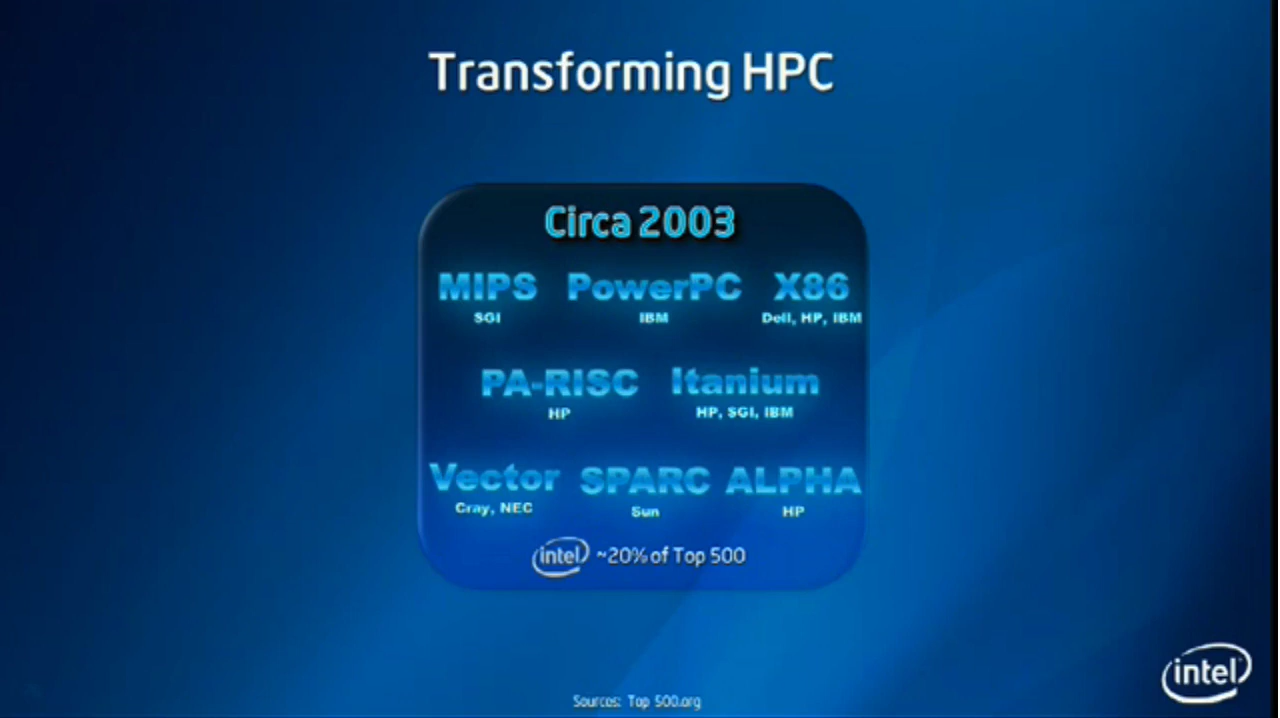 Transforming HPC
Circa 2003
MIPS PowerPC X86
SGI IBM Dell, HP, IBM
PA-RISC Itanium
HP HP, SGI, IBM
Vector SPARC ALPHA
Cray, NEC Sun HP
intel ~20% of Top 500
intel
Sources: Top 500.org